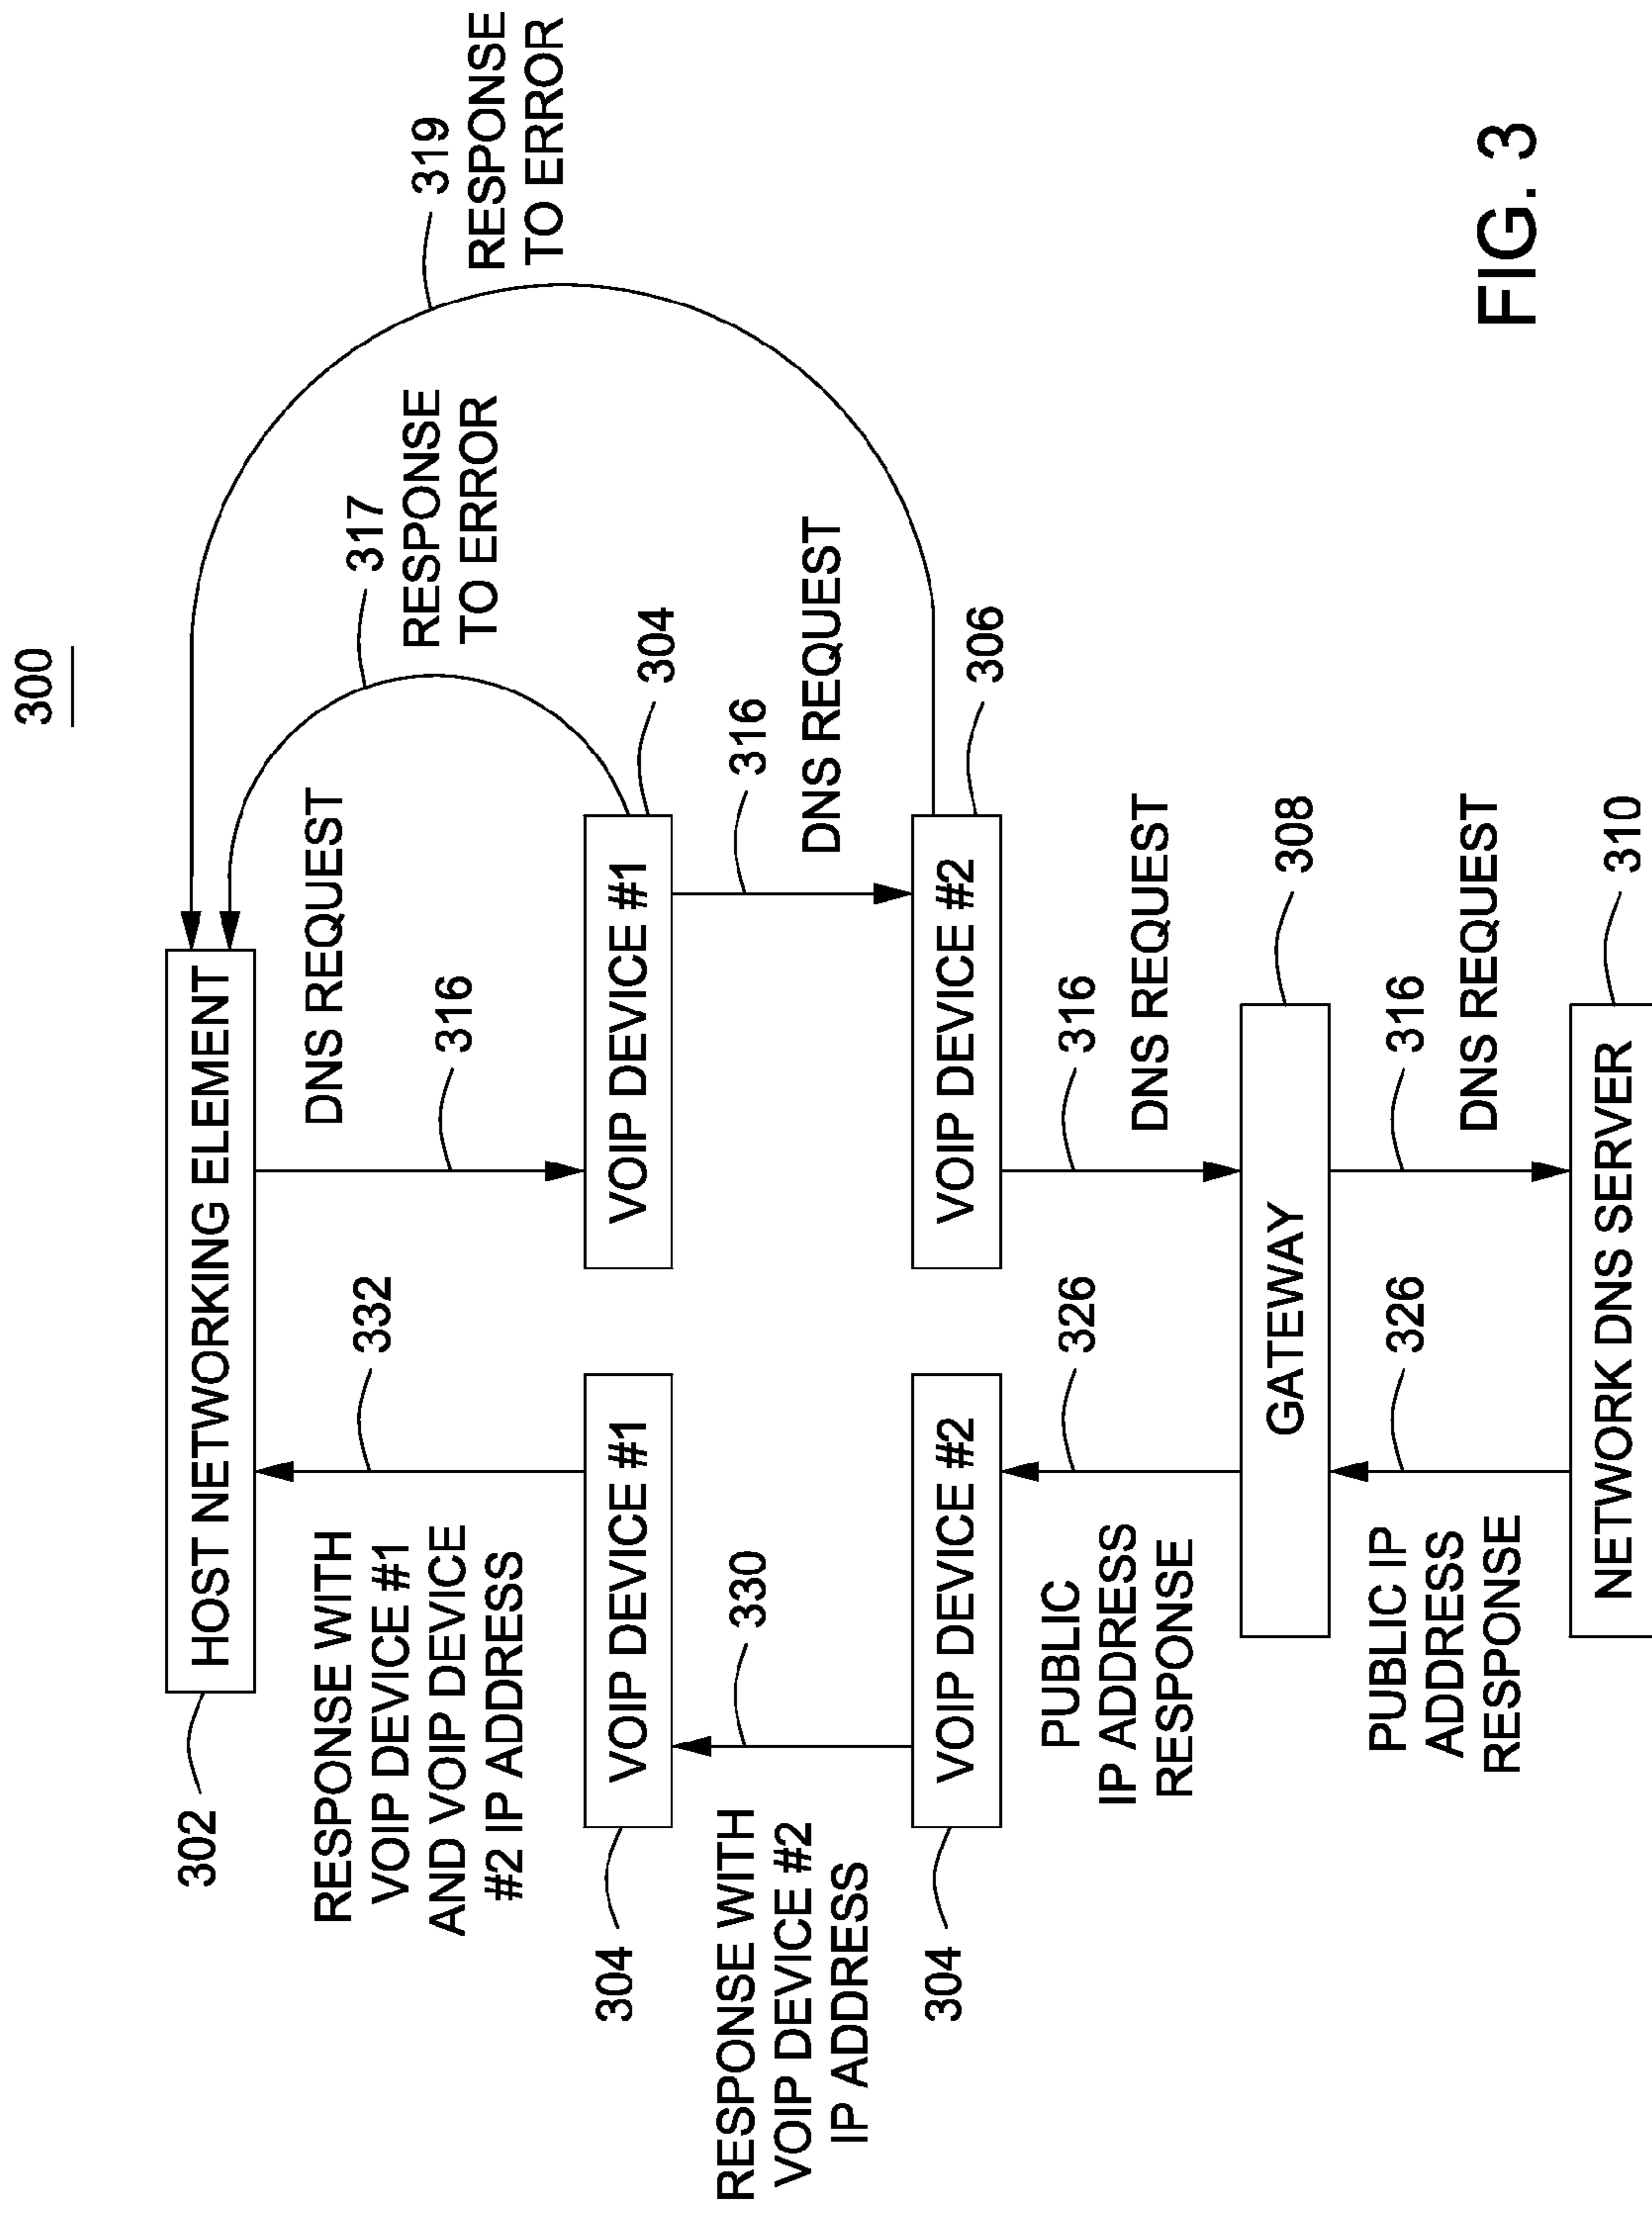 300
HOST NETWORKING ELEMENT
302
319
RESPONSE
TO ERROR
317
RESPONSE
TO ERROR
RESPONSE WITH
VOIP DEVICE #1
AND VOIP DEVICE
#2 IP ADDRESS
332
316
DNS REQUEST
304
VOIP DEVICE #1
VOIP DEVICE #1
304
RESPONSE WITH
VOIP DEVICE #2
IP ADDRESS
330
316
DNS REQUEST
304
VOIP DEVICE #2
VOIP DEVICE #2
306
PUBLIC
IP ADDRESS
RESPONSE
326
316
DNS REQUEST
GATEWAY
308
PUBLIC IP
ADDRESS
RESPONSE
326
316
DNS REQUEST
NETWORK DNS SERVER
310
FIG. 3